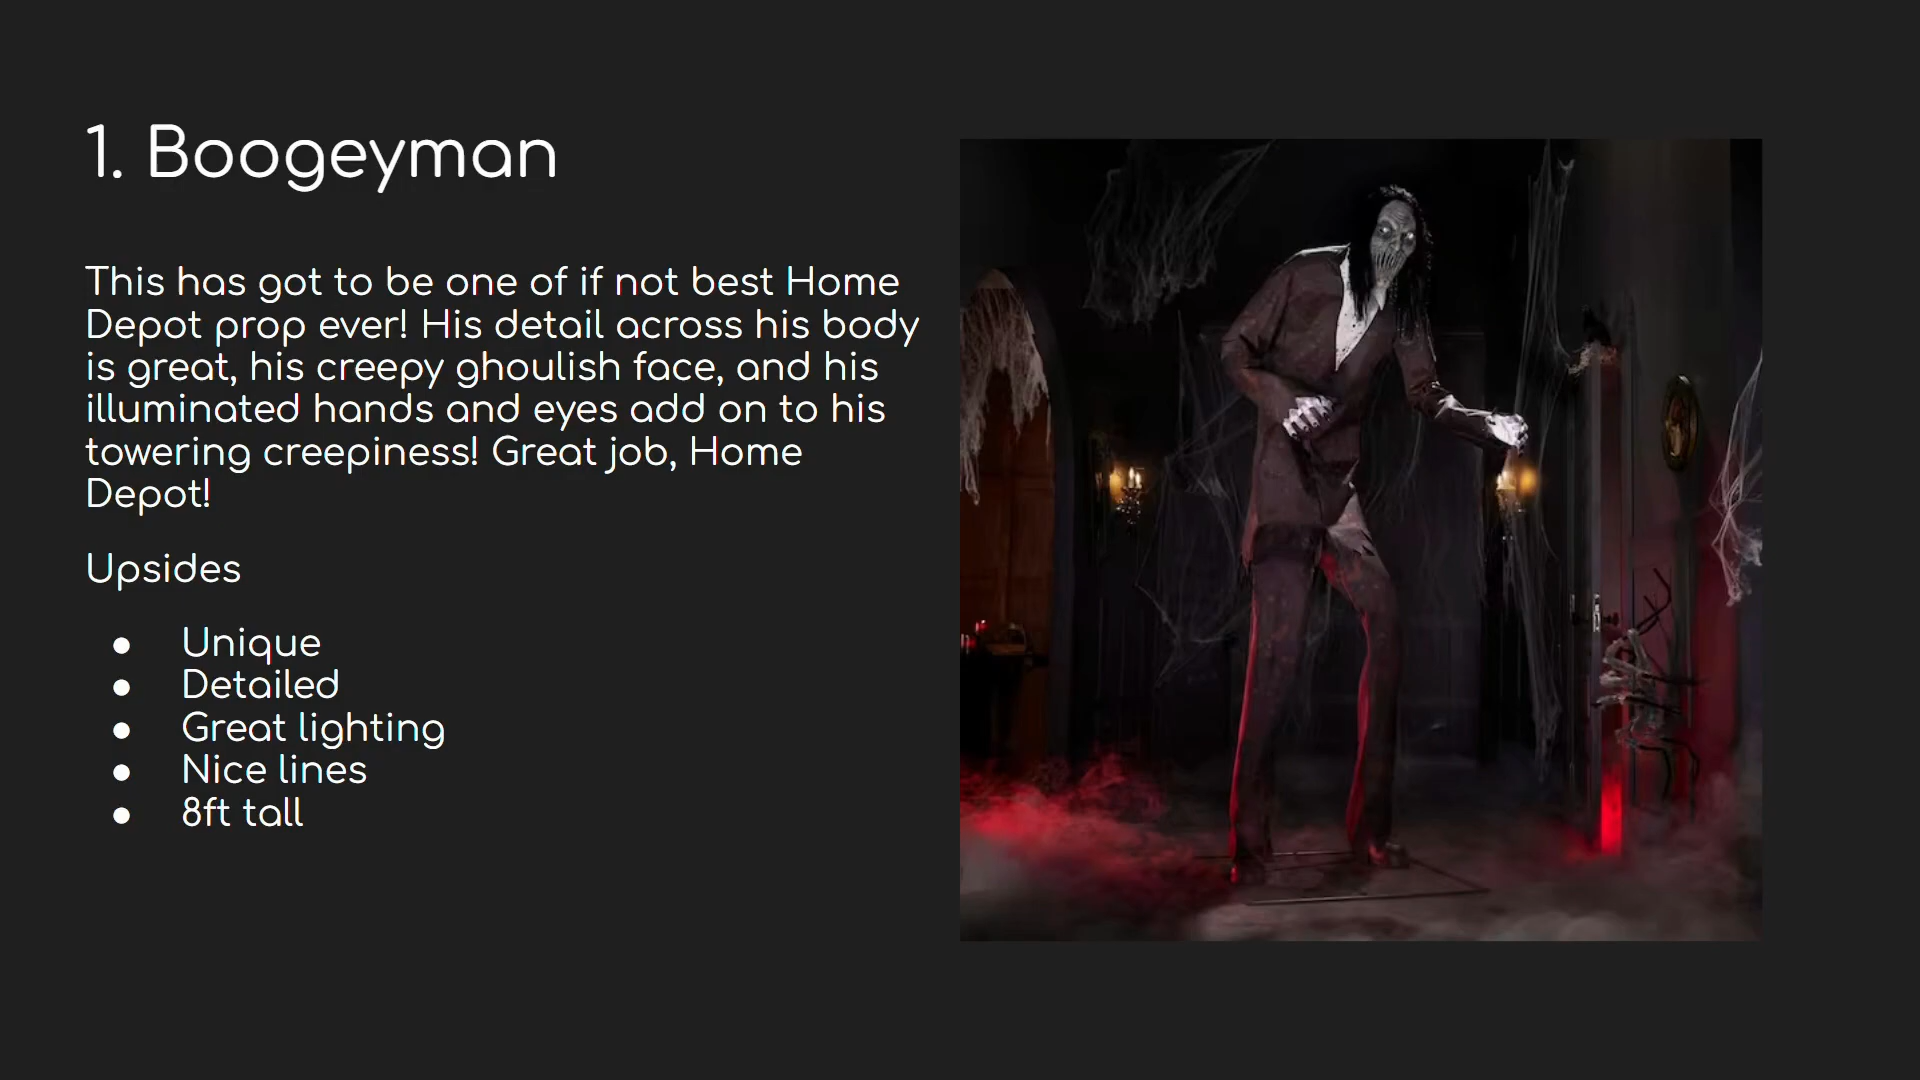 1. Boogeyman
This has got to be one of if not best Home
Depot prop ever! His detail across his body
is great, his creepy ghoulish face, and his
illuminated hands and eyes add on to his
towering creepiness! Great job, Home
Depot!
Upsides
● Unique
● Detailed
● Great lighting
● Nice lines
● 8ft tall